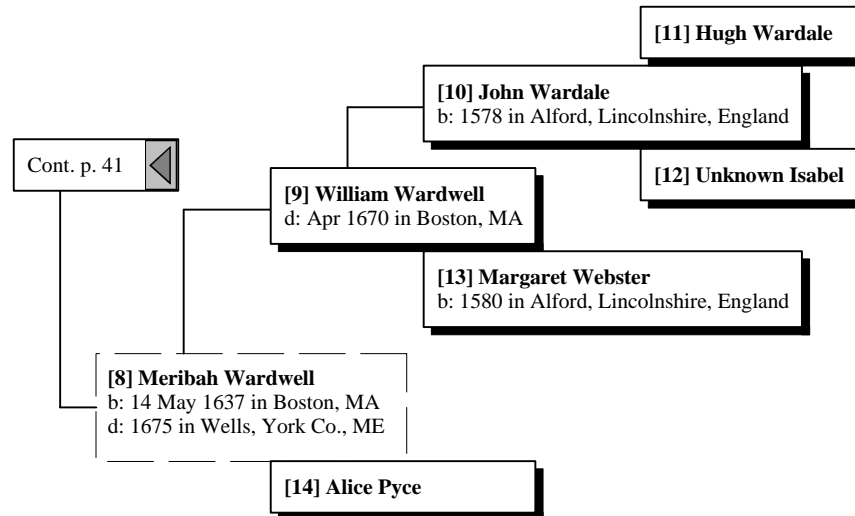 [11] Hugh Wardale
[10] John Wardale
b: 1578 in Alford, Lincolnshire, England
Cont. p. 41
[12] Unknown Isabel
[9] William Wardwell
d: Apr 1670 in Boston, MA
[13] Margaret Webster
b: 1580 in Alford, Lincolnshire, England
[8] Meribah Wardwell
b: 14 May 1637 in Boston, MA
d: 1675 in Wells, York Co., ME
[14] Alice Pyce